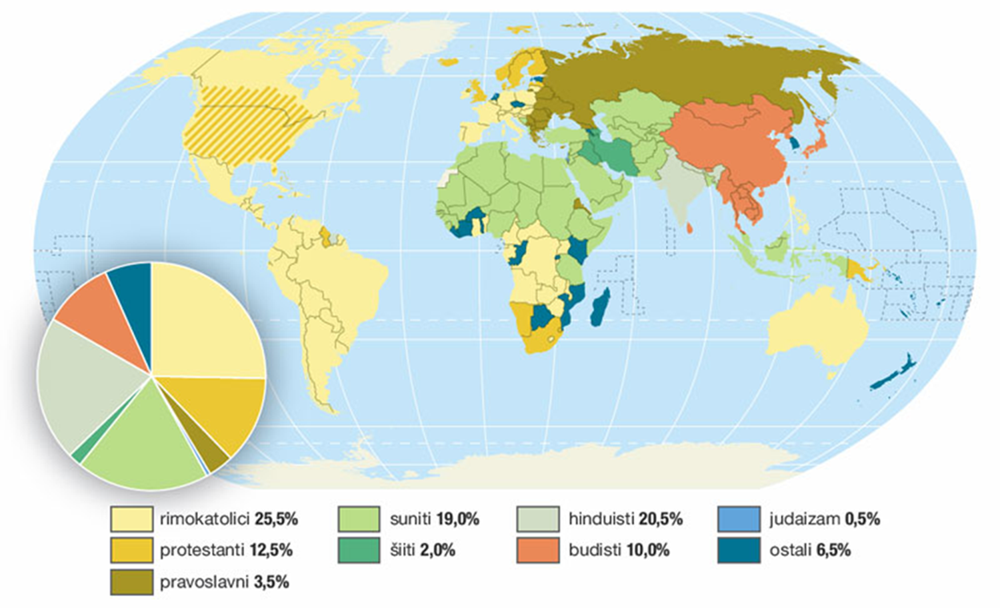 rimokatolici 25,5%
protestanti 12,5%
pravoslavni 3,5%
suniti 19,0%
šiiti 2,0%
hinduisti 20,5%
budisti 10,0%
judaizam 0,5%
ostali 6,5%